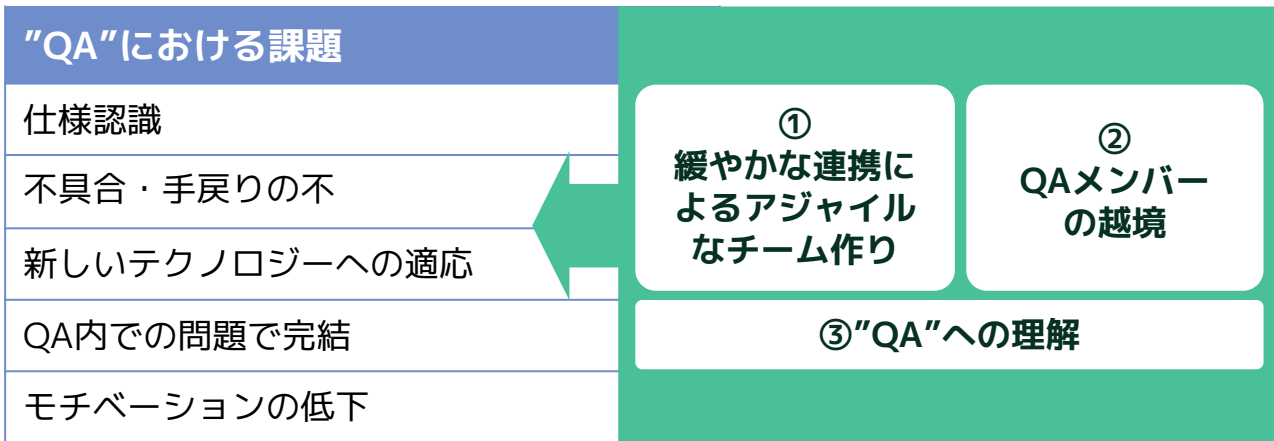 ”QA”における課題
仕様認識
不具合・手戻りの不
新しいテクノロジーへの適応
QA内での問題で完結
モチベーションの低下
①
緩やかな連携に
よるアジャイル
なチーム作り
②
QAメンバー
の越境
③”QA”への理解